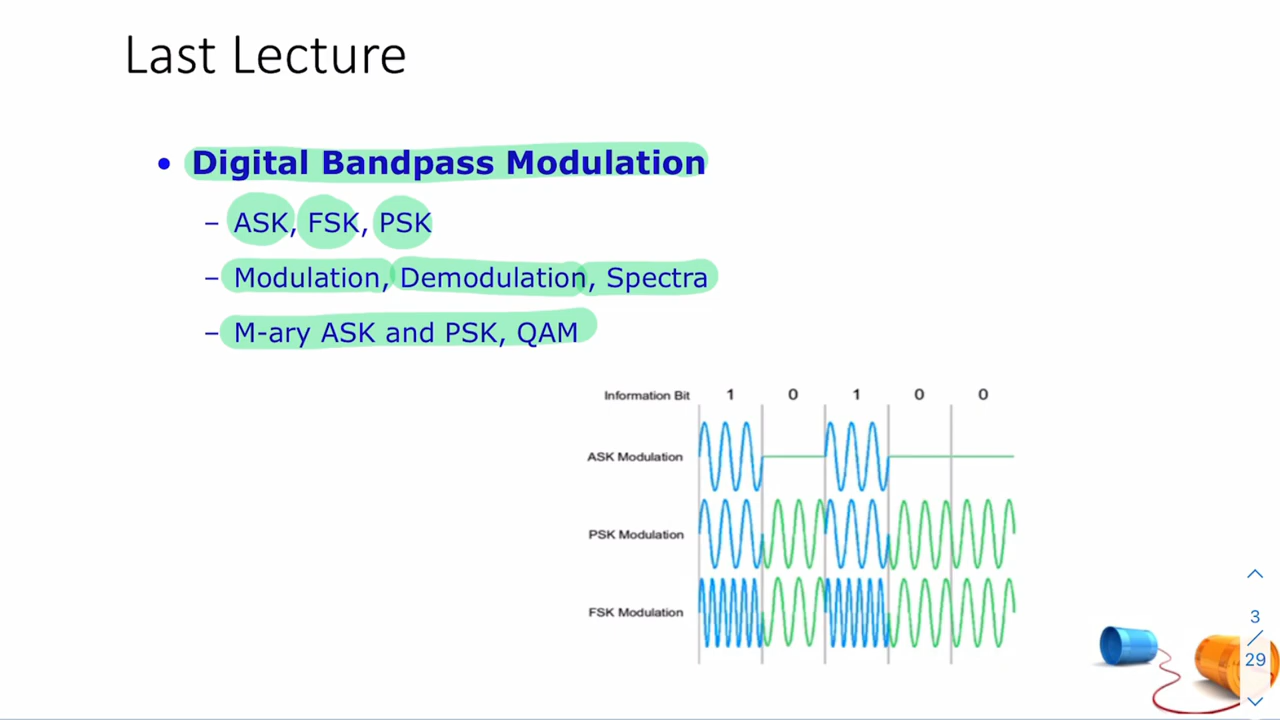 Last Lecture
• Digital Bandpass Modulation
– ASK, FSK, PSK
– Modulation, Demodulation, Spectra
– M-ary ASK and PSK, QAM
Information Bit 1 0 1 0 0
ASK Modulation
PSK Modulation
FSK Modulation
3
/
29